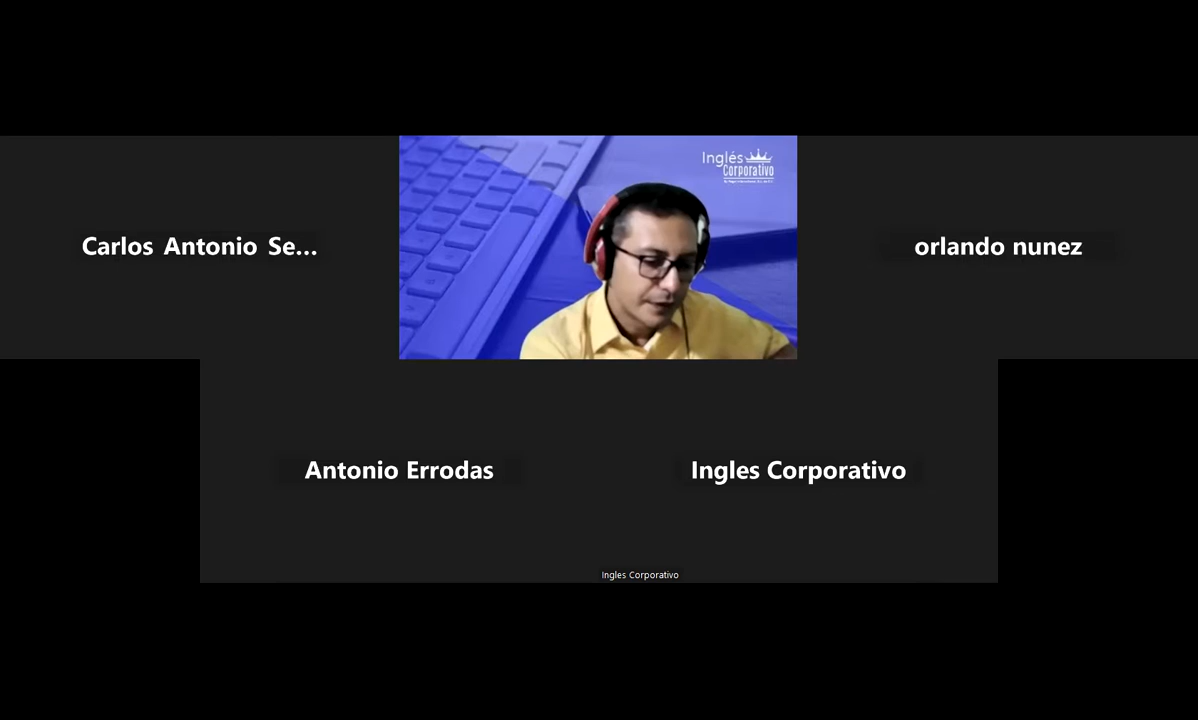 Carlos Antonio Se...
Inglés
Corporativo
orlando nunez
Antonio Errodas
Ingles Corporativo
Ingles Corporativo